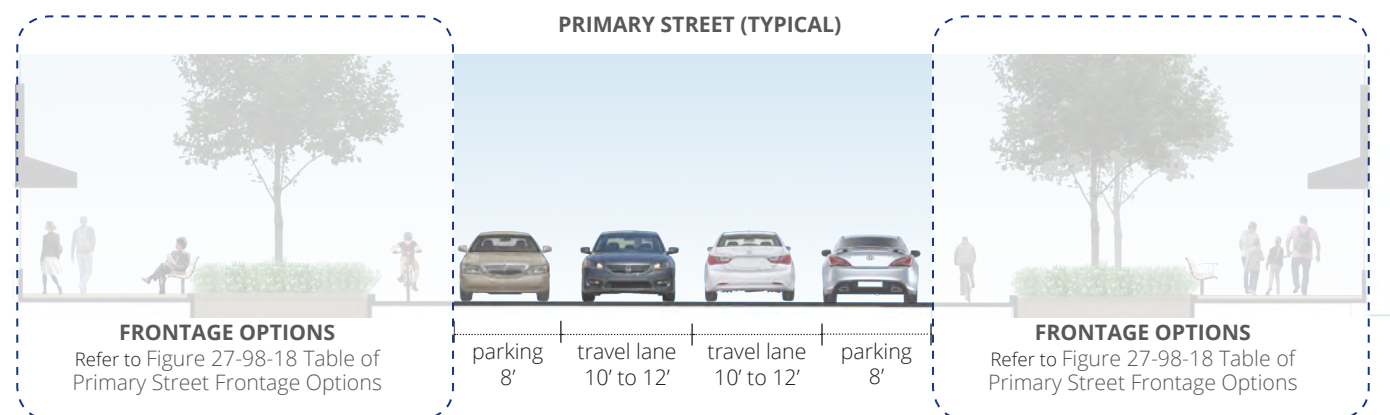 PRIMARY STREET (TYPICAL)
FRONTAGE OPTIONS
Refer to Figure 27-98-18 Table of
Primary Street Frontage Options
parking
8’
travel lane
10’ to 12’
travel lane
10’ to 12’
parking
8’
FRONTAGE OPTIONS
Refer to Figure 27-98-18 Table of
Primary Street Frontage Options